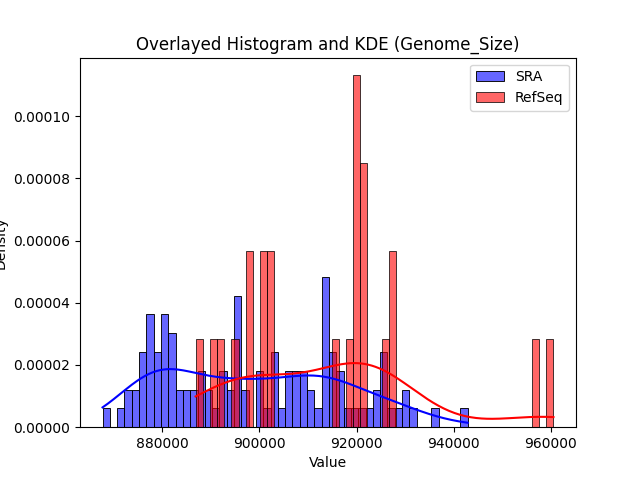 Overlayed Histogram and KDE (Genome_Size)
SRA
RefSeq
0.00010
0.00008
0.00006
0.00004
0.00002
0.00000
Density
880000 900000 920000 940000 960000
Value